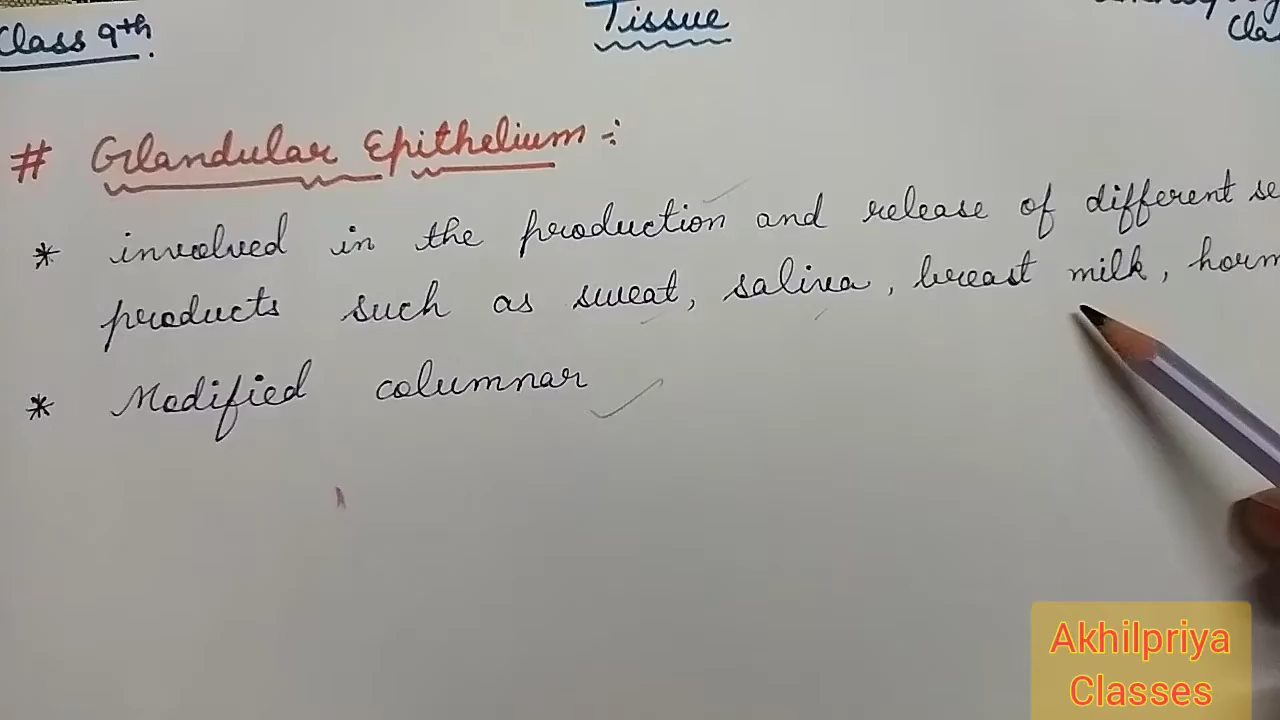 Class 9th.
Tissue
# Glandular Epithelium :-
* involved in the production and release of different se
products such as sweat, saliva, breast milk, horm
* Modified columnar
Akhilpriya
Classes